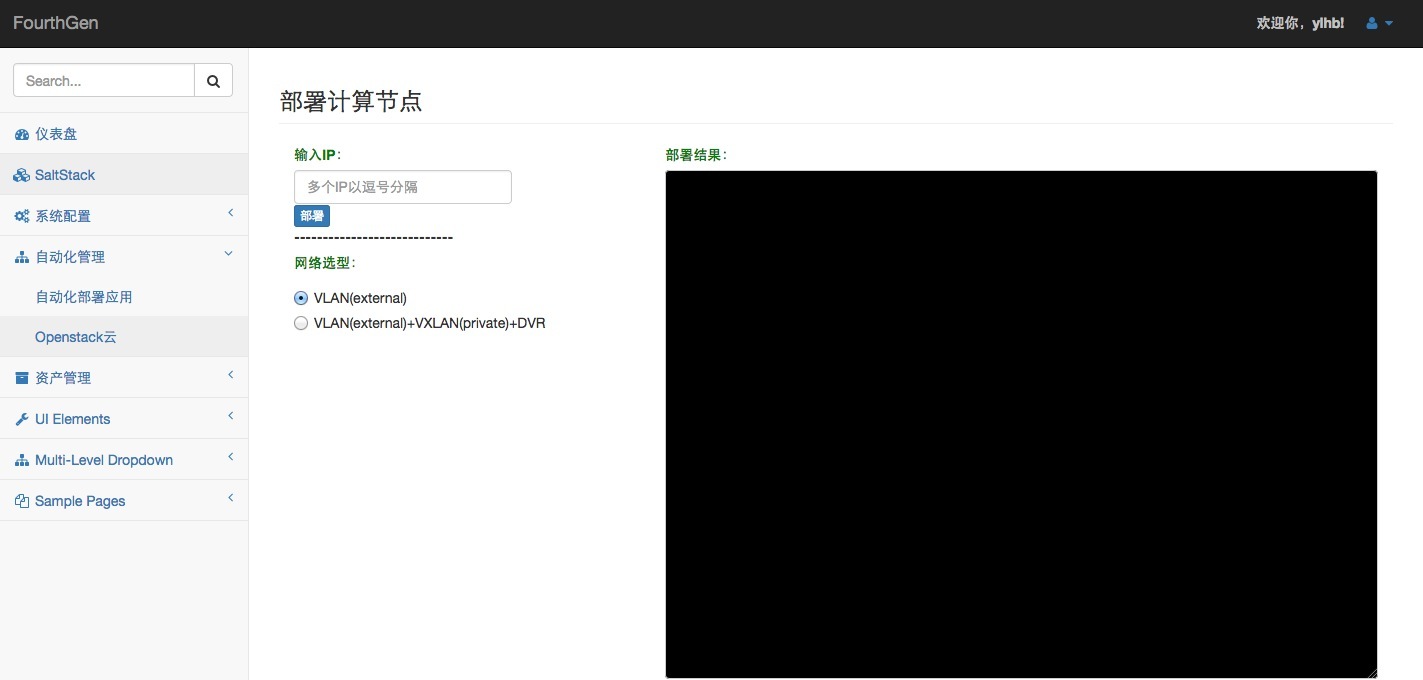 FourthGen
欢迎你，ylhb!
Search...
仪表盘
SaltStack
系统配置
自动化管理
自动化部署应用
Openstack云
资产管理
UI Elements
Multi-Level Dropdown
Sample Pages
部署计算节点
输入IP：
多个IP以逗号分隔
部署
----------------------------
网络选型：
VLAN(external)
VLAN(external)+VXLAN(private)+DVR
部署结果：